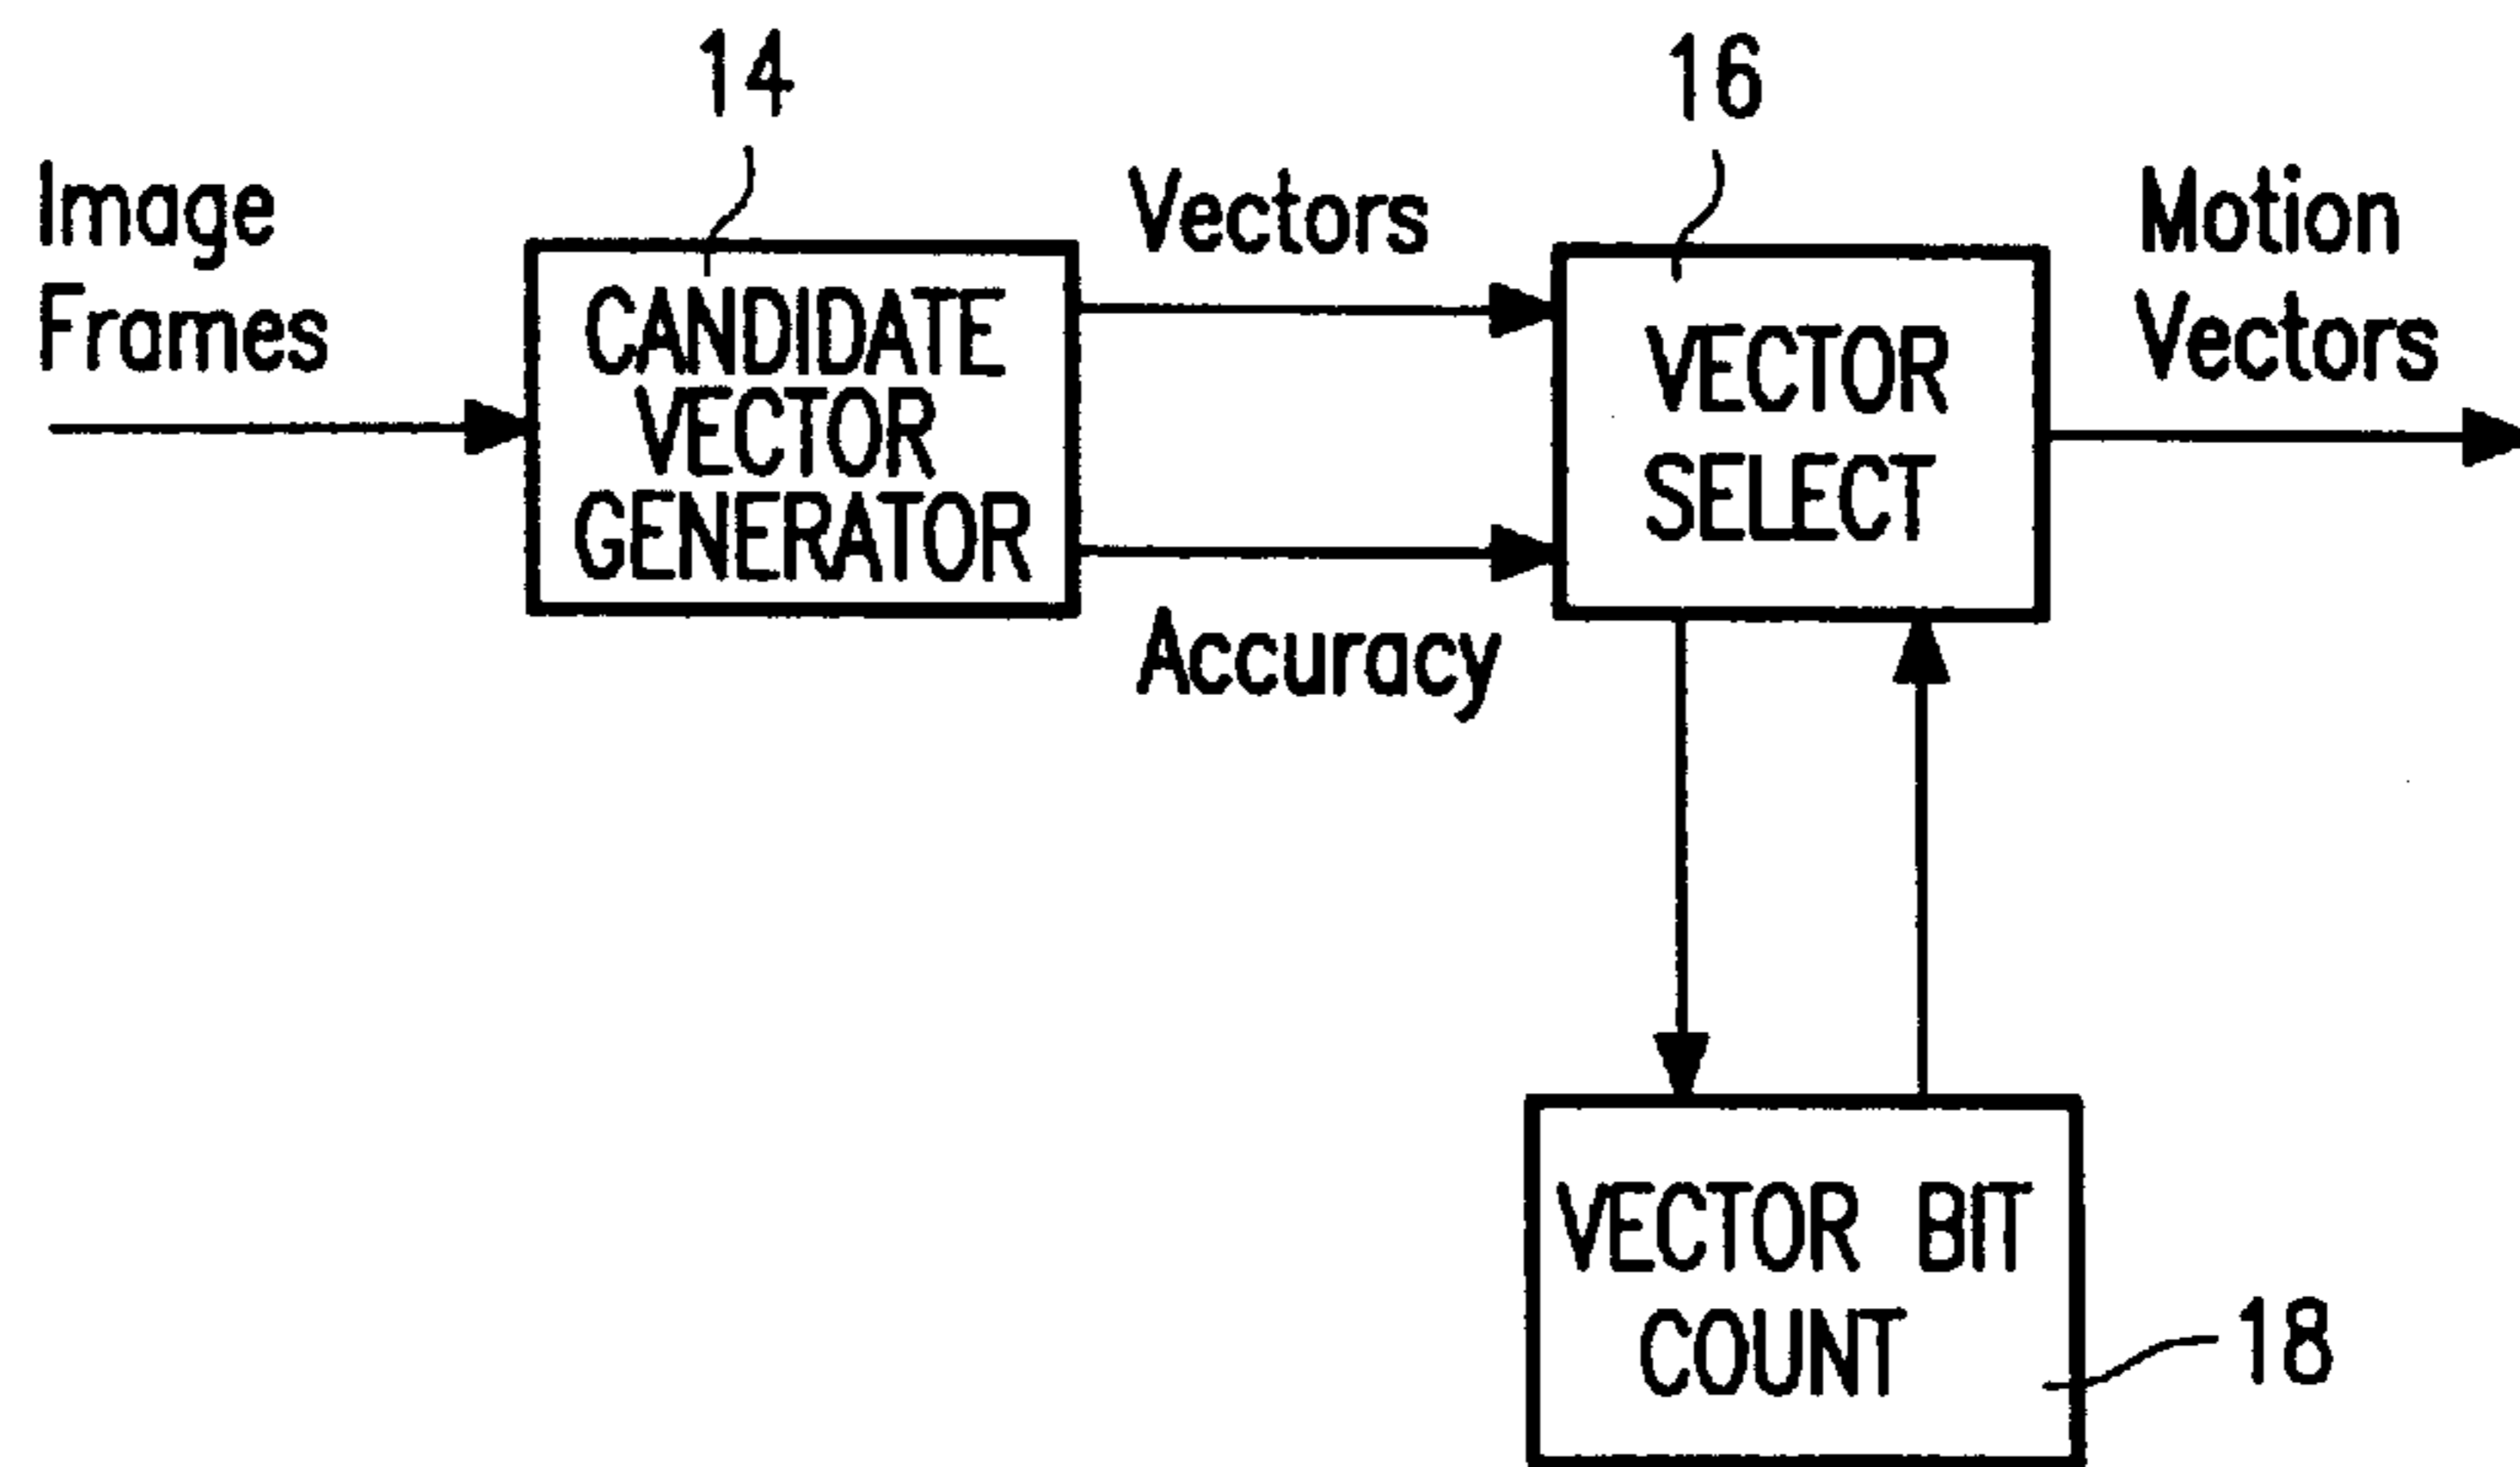 14
16
Image
Frames
Vectors
Motion
Vectors
CANDIDATE
VECTOR
GENERATOR
VECTOR
SELECT
Accuracy
VECTOR BIT
COUNT
18